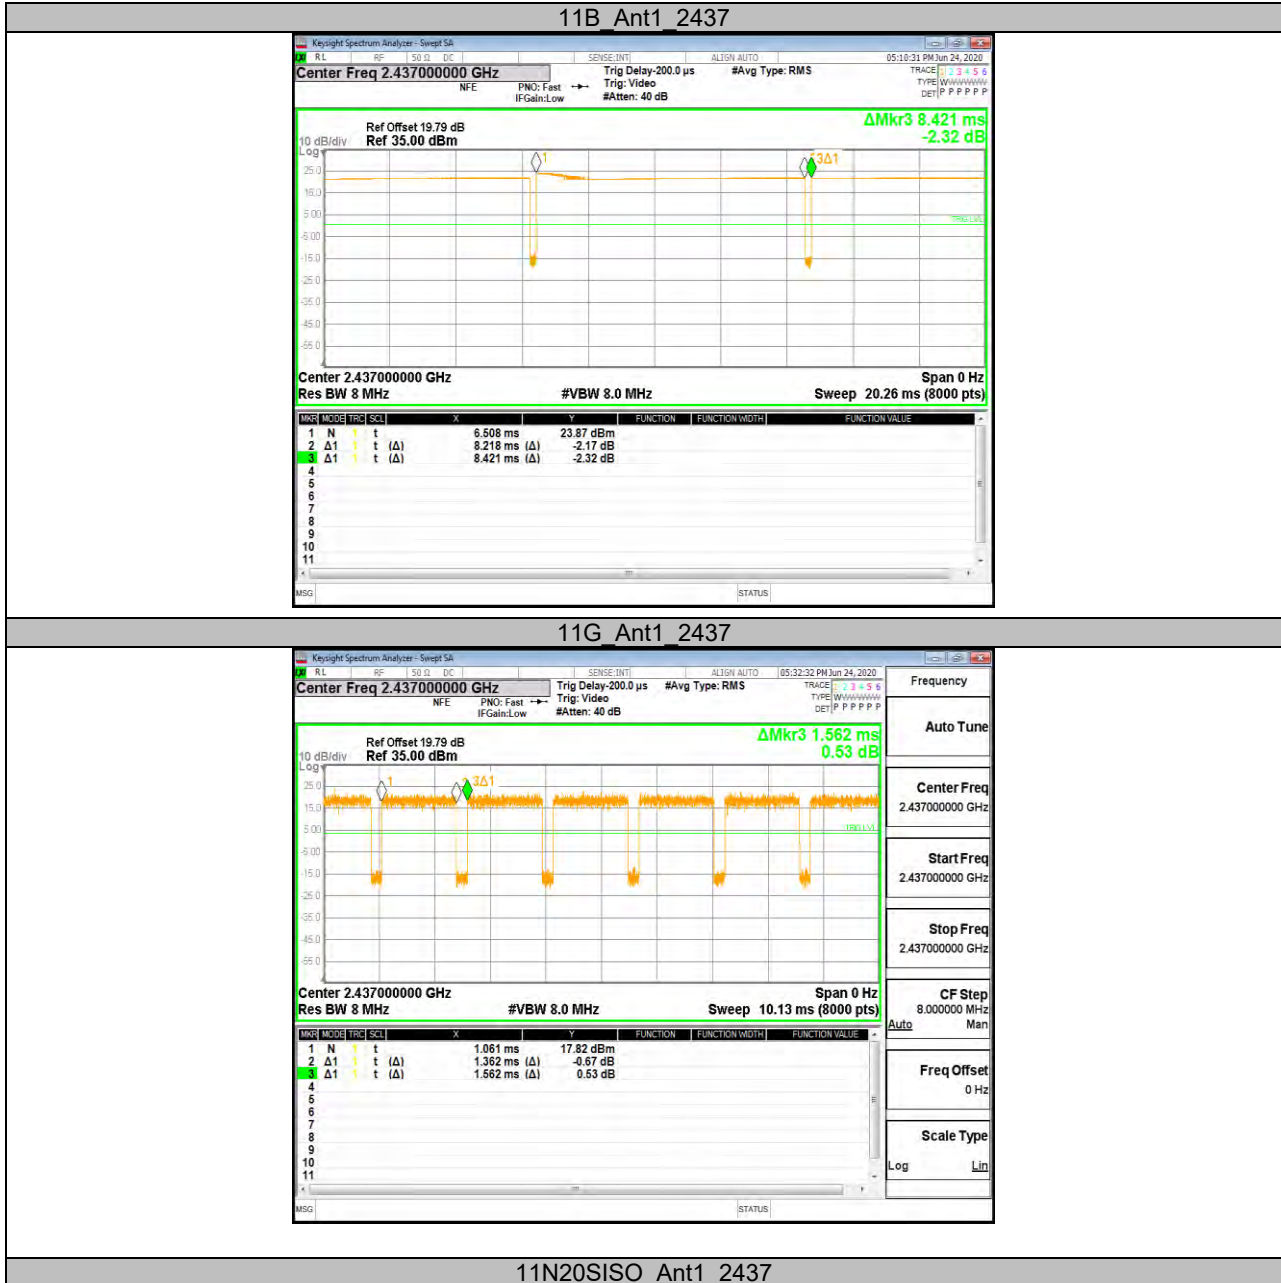 11B_Ant1_2437
Keysight Spectrum Analyzer - Swept SA
RL RF 50 Ω DC SENSE:INT ALIGN AUTO 05:10:31 PM Jun 24, 2020
Center Freq 2.437000000 GHz Trig Delay-200.0 µs #Avg Type: RMS TRACE 1 2 3 4 5 6
NFE PNO: Fast Trig: Video TYPE WWWWWW
IFGain:Low #Atten: 40 dB DET P P P P P P
ΔMkr3 8.421 ms
-2.32 dB
Ref Offset 19.79 dB
10 dB/div Ref 35.00 dBm
Log
1 3Δ1
25.0
15.0
5.00
TRIG LVL
-5.00
-15.0
-25.0
-35.0
-45.0
-55.0
Center 2.437000000 GHz Span 0 Hz
Res BW 8 MHz #VBW 8.0 MHz Sweep 20.26 ms (8000 pts)
MKR MODE TRC SCL X Y FUNCTION FUNCTION WIDTH FUNCTION VALUE
1 N 1 t 6.508 ms 23.87 dBm
2 Δ1 1 t (Δ) 8.218 ms (Δ) -2.17 dB
3 Δ1 1 t (Δ) 8.421 ms (Δ) -2.32 dB
4
5
6
7
8
9
10
11
MSG STATUS
11G_Ant1_2437
Keysight Spectrum Analyzer - Swept SA
RL RF 50 Ω DC SENSE:INT ALIGN AUTO 05:32:32 PM Jun 24, 2020
Center Freq 2.437000000 GHz Trig Delay-200.0 µs #Avg Type: RMS TRACE 1 2 3 4 5 6
NFE PNO: Fast Trig: Video TYPE WWWWWW
IFGain:Low #Atten: 40 dB DET P P P P P P
ΔMkr3 1.562 ms
0.53 dB
Ref Offset 19.79 dB
10 dB/div Ref 35.00 dBm
Log
1 3Δ1
25.0
15.0
5.00
TRIG LVL
-5.00
-15.0
-25.0
-35.0
-45.0
-55.0
Center 2.437000000 GHz Span 0 Hz
Res BW 8 MHz #VBW 8.0 MHz Sweep 10.13 ms (8000 pts)
MKR MODE TRC SCL X Y FUNCTION FUNCTION WIDTH FUNCTION VALUE
1 N 1 t 1.061 ms 17.82 dBm
2 Δ1 1 t (Δ) 1.362 ms (Δ) -0.67 dB
3 Δ1 1 t (Δ) 1.562 ms (Δ) 0.53 dB
4
5
6
7
8
9
10
11
MSG STATUS
Frequency
Auto Tune
Center Freq
2.437000000 GHz
Start Freq
2.437000000 GHz
Stop Freq
2.437000000 GHz
CF Step
8.000000 MHz
Auto Man
Freq Offset
0 Hz
Scale Type
Log Lin
11N20SISO_Ant1_2437